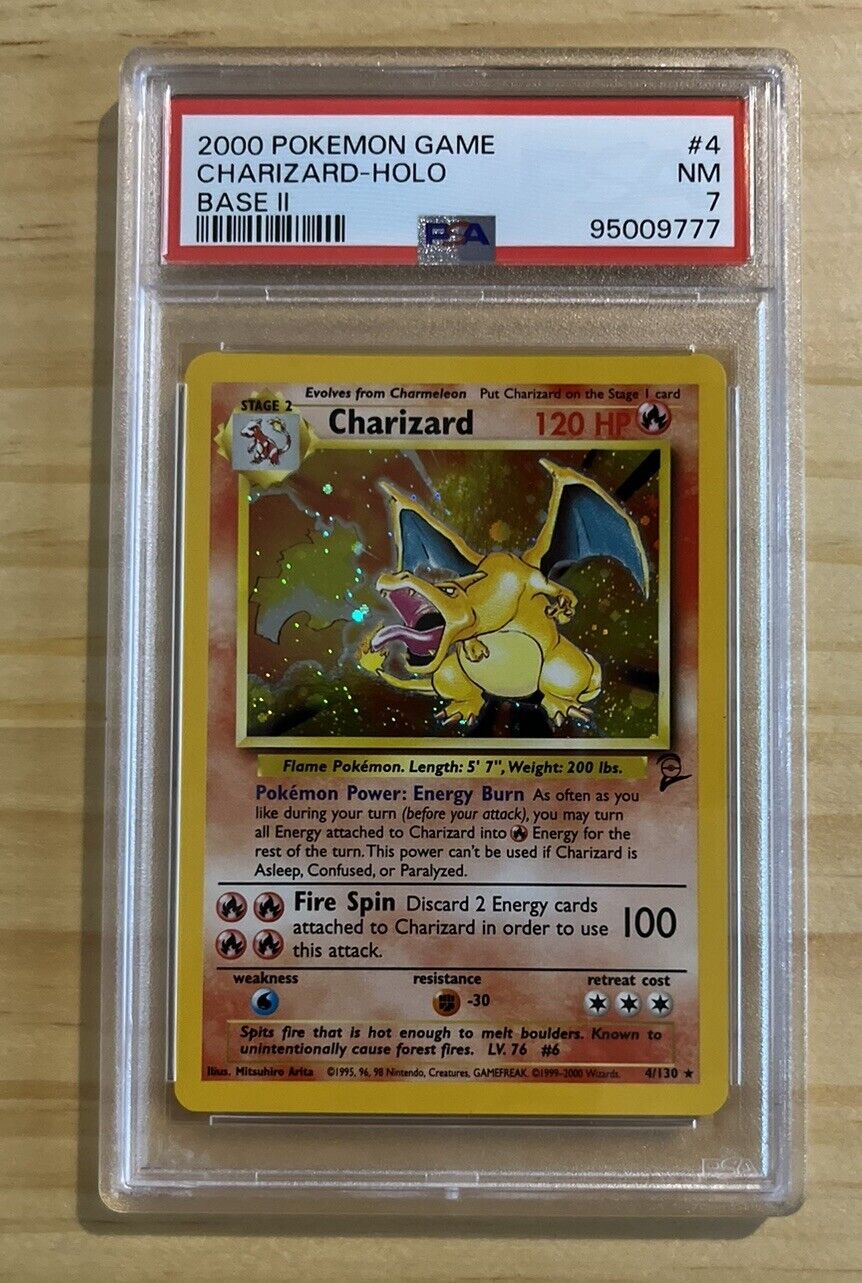 2000 POKEMON GAME #4
CHARIZARD-HOLO NM
BASE II 7
PSA 95009777
Evolves from Charmeleon Put Charizard on the Stage 1 card
STAGE 2
Charizard 120 HP
Flame Pokémon. Length: 5' 7", Weight: 200 lbs.
Pokémon Power: Energy Burn As often as you
like during your turn (before your attack), you may turn
all Energy attached to Charizard into Energy for the
rest of the turn. This power can't be used if Charizard is
Asleep, Confused, or Paralyzed.
Fire Spin Discard 2 Energy cards
attached to Charizard in order to use 100
this attack.
weakness resistance retreat cost
-30
Spits fire that is hot enough to melt boulders. Known to
unintentionally cause forest fires. LV. 76 #6
Illus. Mitsuhiro Arita ©1995, 96, 98 Nintendo, Creatures, GAMEFREAK. ©1999-2000 Wizards. 4/130 ★
PSA